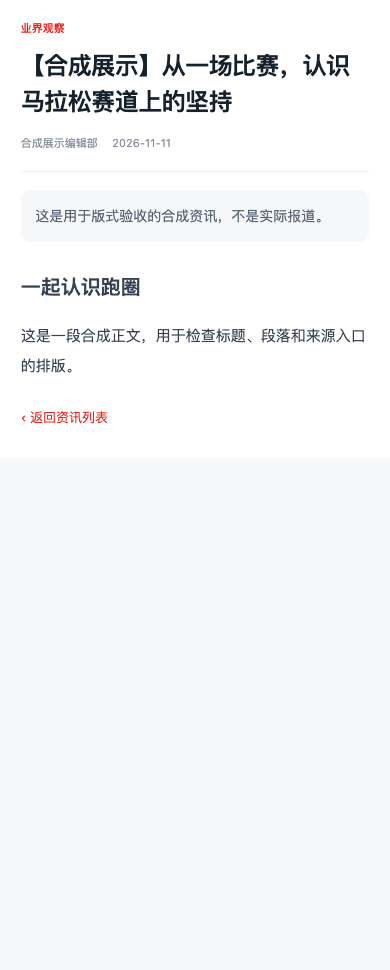 业界观察
【合成展示】从一场比赛，认识
马拉松赛道上的坚持
合成展示编辑部 2026-11-11
这是用于版式验收的合成资讯，不是实际报道。
一起认识跑圈
这是一段合成正文，用于检查标题、段落和来源入口
的排版。
‹ 返回资讯列表